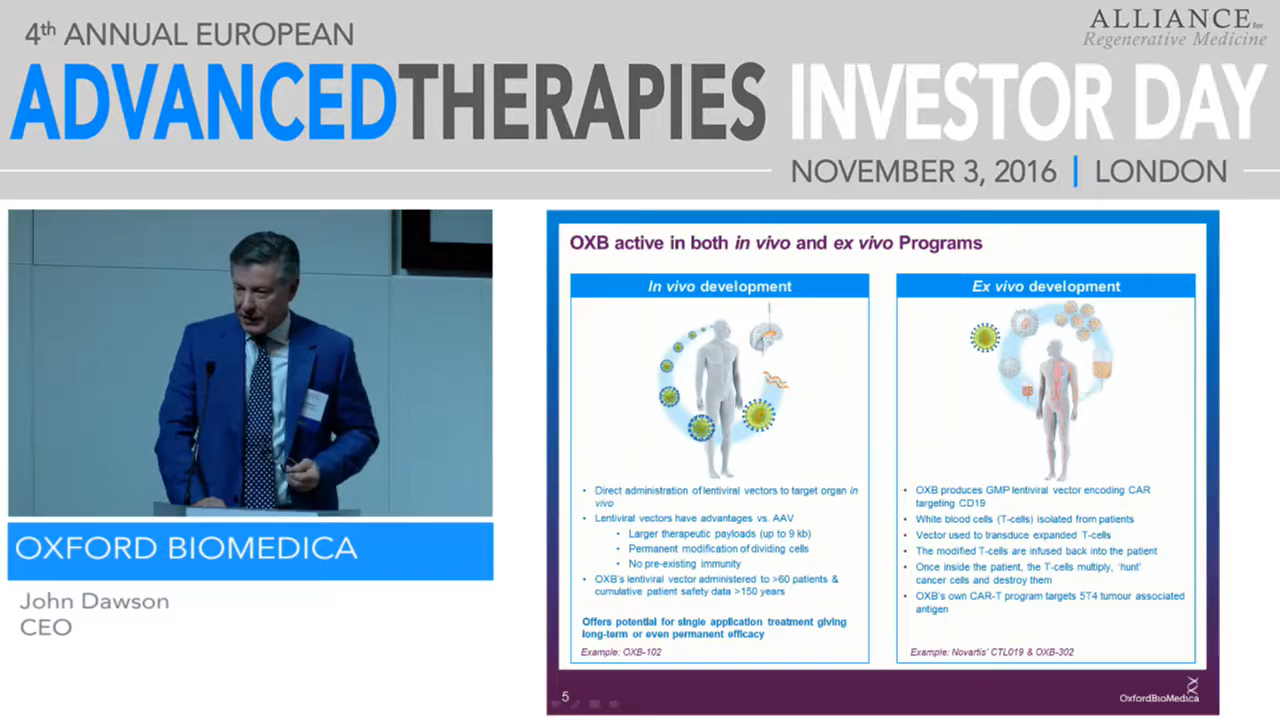 4th ANNUAL EUROPEAN
ADVANCEDTHERAPIES INVESTOR DAY
ALLIANCE for
Regenerative Medicine
NOVEMBER 3, 2016 | LONDON
OXFORD BIOMEDICA
John Dawson
CEO
OXB active in both in vivo and ex vivo Programs
In vivo development
• Direct administration of lentiviral vectors to target organ in
vivo
• Lentiviral vectors have advantages vs. AAV
• Larger therapeutic payloads (up to 9 kb)
• Permanent modification of dividing cells
• No pre-existing immunity
• OXB's lentiviral vector administered to >60 patients &
cumulative patient safety data >150 years
Offers potential for single application treatment giving
long-term or even permanent efficacy
Example: OXB-102
Ex vivo development
• OXB produces GMP lentiviral vector encoding CAR
targeting CD19
• White blood cells (T-cells) isolated from patients
• Vector used to transduce expanded T-cells
• The modified T-cells are infused back into the patient
• Once inside the patient, the T-cells multiply, 'hunt'
cancer cells and destroy them
• OXB's own CAR-T program targets 5T4 tumour associated
antigen
Example: Novartis' CTL019 & OXB-302
5
OxfordBioMedica